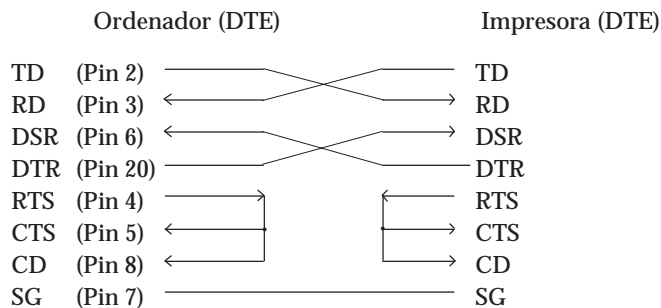 Ordenador (DTE) Impresora (DTE)
TD (Pin 2) TD
RD (Pin 3) RD
DSR (Pin 6) DSR
DTR (Pin 20) DTR
RTS (Pin 4) RTS
CTS (Pin 5) CTS
CD (Pin 8) CD
SG (Pin 7) SG